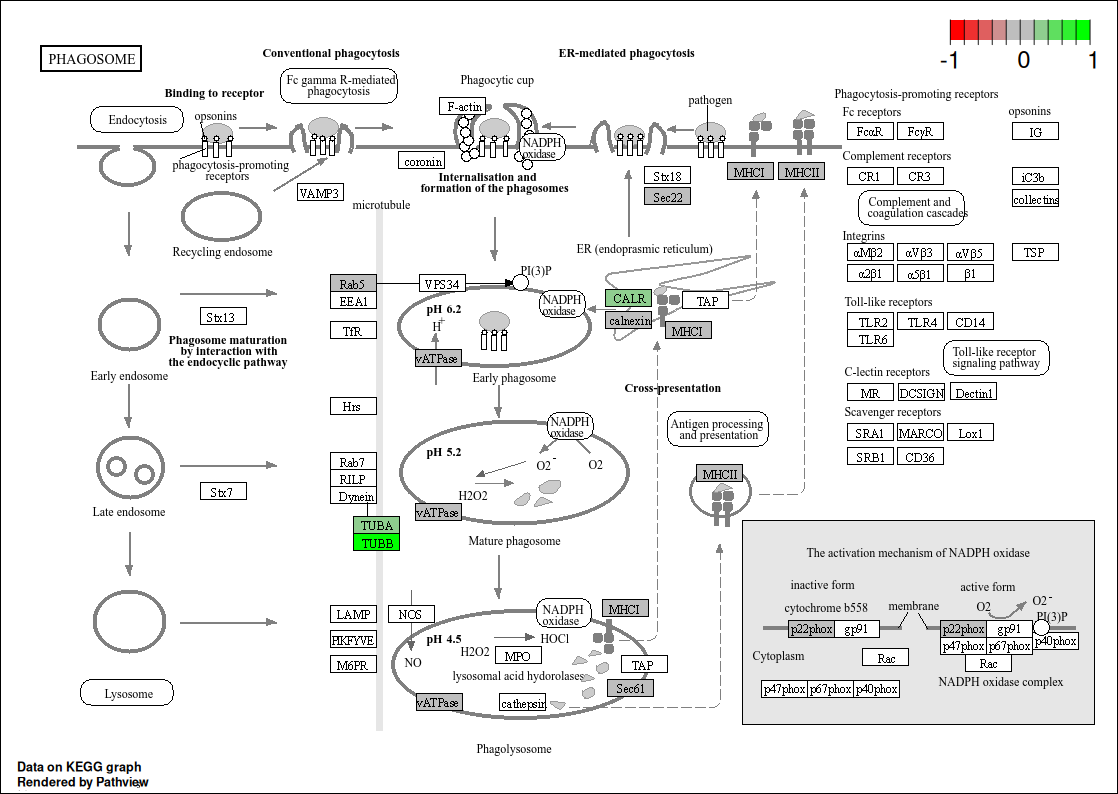 PHAGOSOME
Conventional phagocytosis
ER-mediated phagocytosis
-1
0
1
Binding to receptor
Fc gamma R-mediated
phagocytosis
Phagocytic cup
Endocytosis
opsonins
F-actin
pathogen
NADPH
oxidase
coronin
phagocytosis-promoting
receptors
VAMP3
Internalisation and
formation of the phagosomes
Stx18
Sec22
MHCI
MHCII
microtubule
Recycling endosome
ER (endoprasmic reticulum)
Phagocytosis-promoting receptors
Fc receptors
opsonins
FcαR
FcγR
IG
Complement receptors
CR1
CR3
iC3b
collectins
Complement and
coagulation cascades
Integrins
αMβ2
αVβ3
αVβ5
TSP
α2β1
α5β1
β1
Toll-like receptors
TLR2
TLR4
CD14
TLR6
Toll-like receptor
signaling pathway
C-lectin receptors
MR
DCSIGN
Dectin1
Scavenger receptors
SRA1
MARCO
Lox1
SRB1
CD36
Rab5
EEA1
VPS34
PI(3)P
NADPH
oxidase
CALR
calnexin
TAP
MHCI
Stx13
TfR
pH 6.2
H+
vATPase
Phagosome maturation
by interaction with
the endocyclic pathway
Early endosome
Early phagosome
Cross-presentation
Hrs
NADPH
oxidase
Antigen processing
and presentation
pH 5.2
O2-
O2
H2O2
Rab7
RILP
Dynein
Stx7
vATPase
MHCII
Late endosome
TUBA
TUBB
Mature phagosome
LAMP
NOS
PIKFYVE
M6PR
NO
NADPH
oxidase
MHCI
pH 4.5
HOCl
H2O2
MPO
lysosomal acid hydorolases
TAP
Sec61
vATPase
cathepsin
Lysosome
Phagolysosome
The activation mechanism of NADPH oxidase
inactive form
active form
cytochrome b558
membrane
O2
O2-
PI(3)P
p22phox
gp91
p22phox
gp91
p47phox
p67phox
p40phox
Cytoplasm
Rac
Rac
p47phox
p67phox
p40phox
NADPH oxidase complex
Data on KEGG graph
Rendered by Pathview